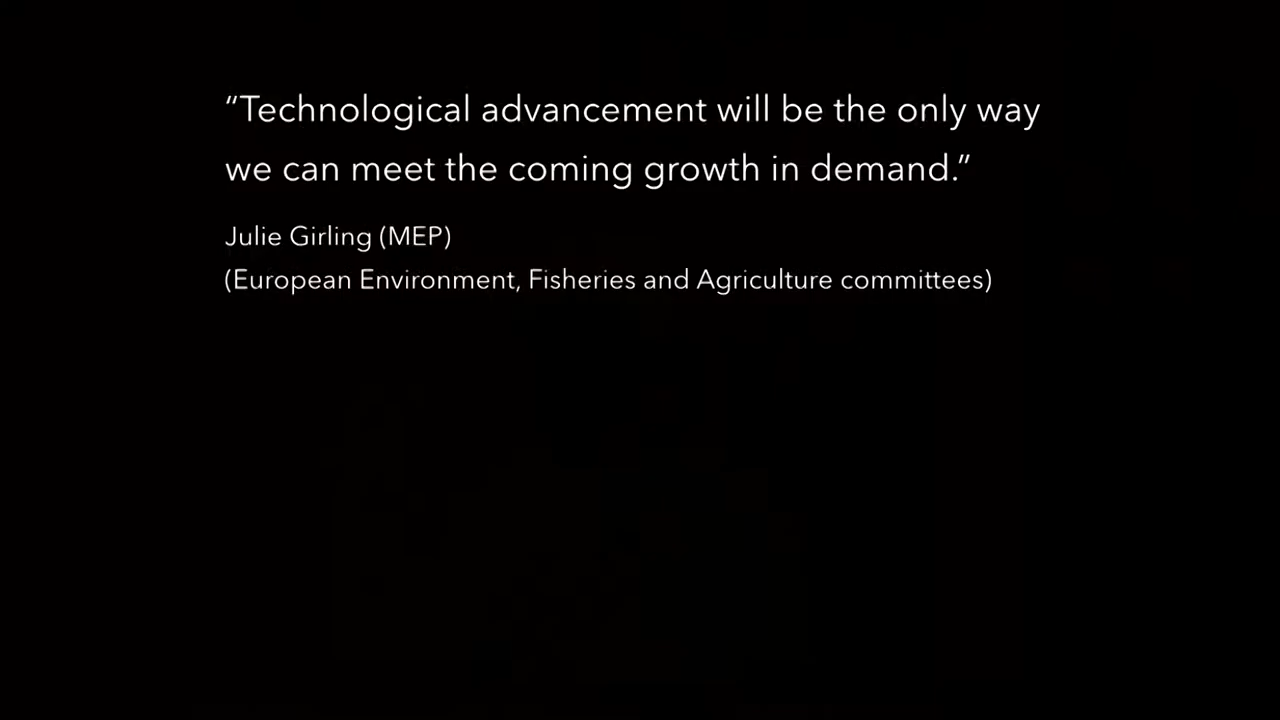 “Technological advancement will be the only way
we can meet the coming growth in demand.”
Julie Girling (MEP)
(European Environment, Fisheries and Agriculture committees)